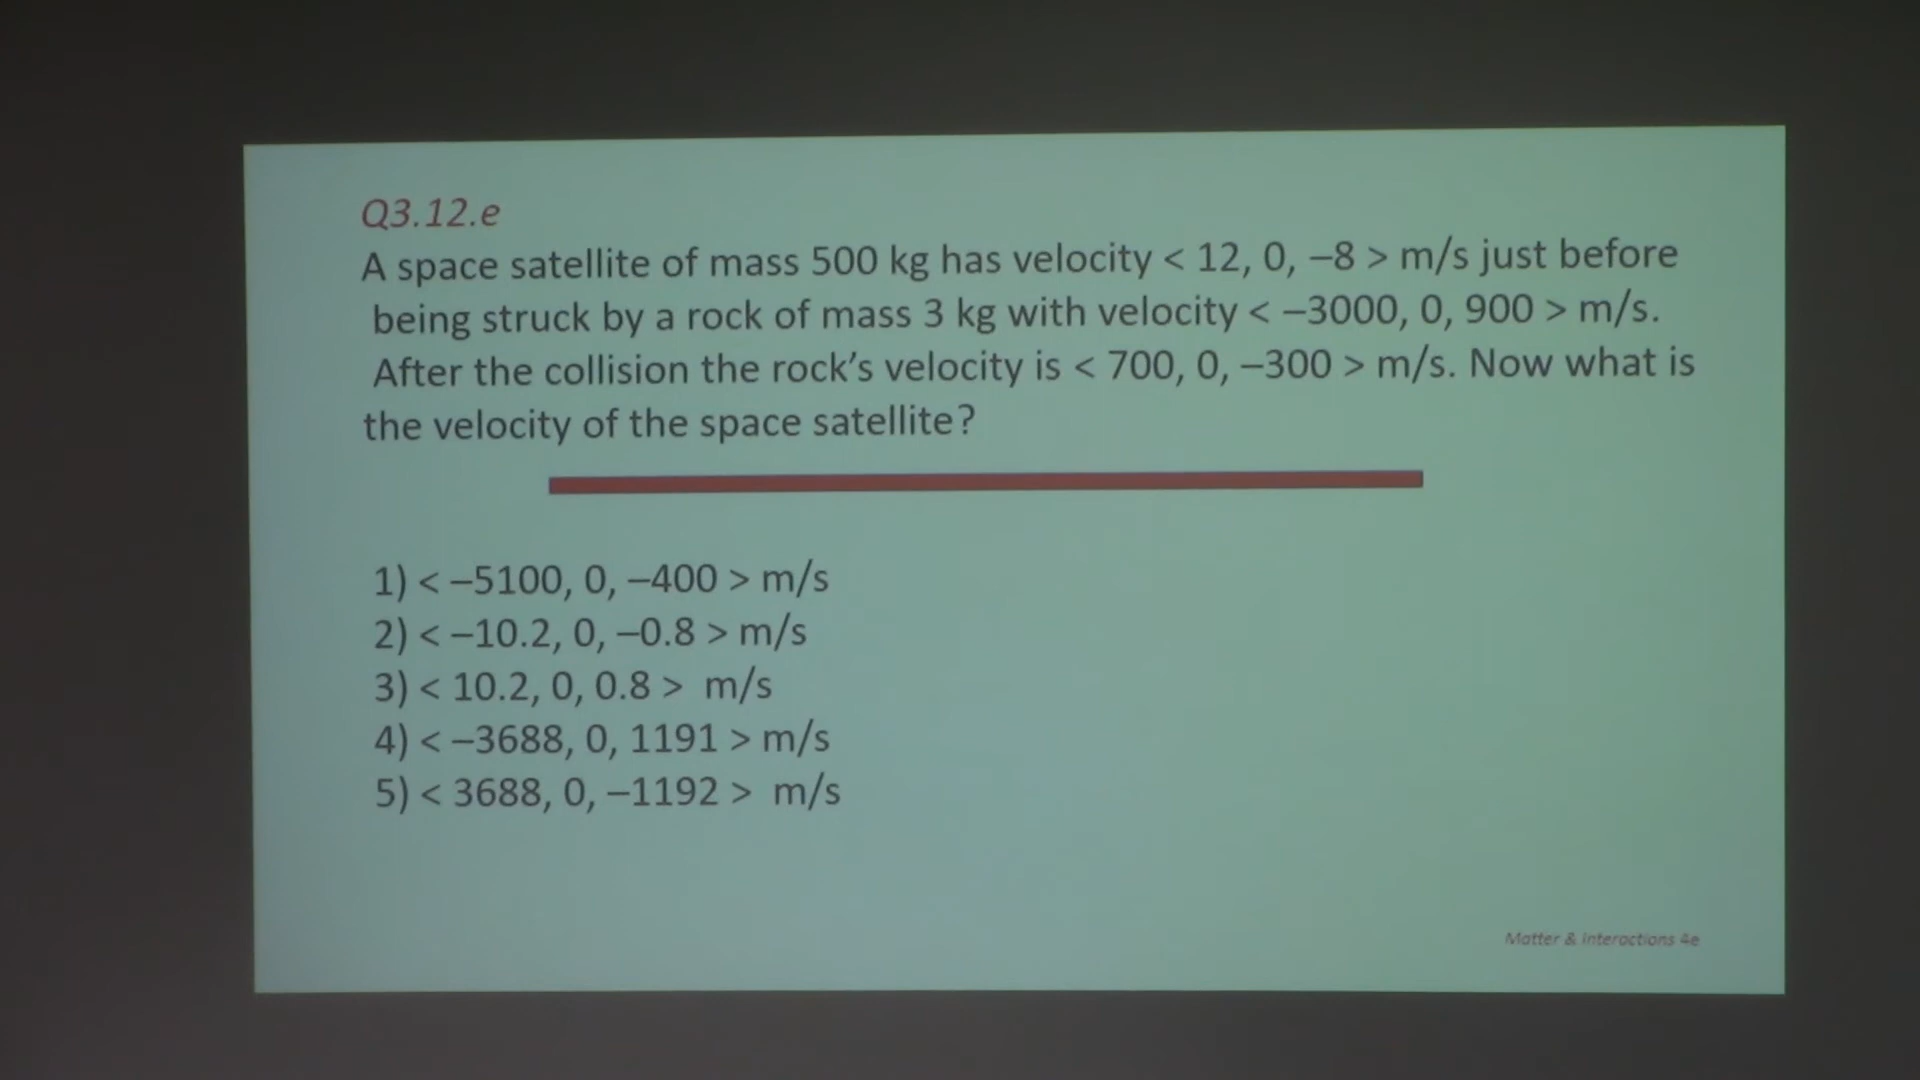 Q3.12.e
A space satellite of mass 500 kg has velocity < 12, 0, –8 > m/s just before
being struck by a rock of mass 3 kg with velocity < –3000, 0, 900 > m/s.
After the collision the rock’s velocity is < 700, 0, –300 > m/s. Now what is
the velocity of the space satellite?
1) < –5100, 0, –400 > m/s
2) < –10.2, 0, –0.8 > m/s
3) < 10.2, 0, 0.8 > m/s
4) < –3688, 0, 1191 > m/s
5) < 3688, 0, –1192 > m/s
Matter & Interactions 4e